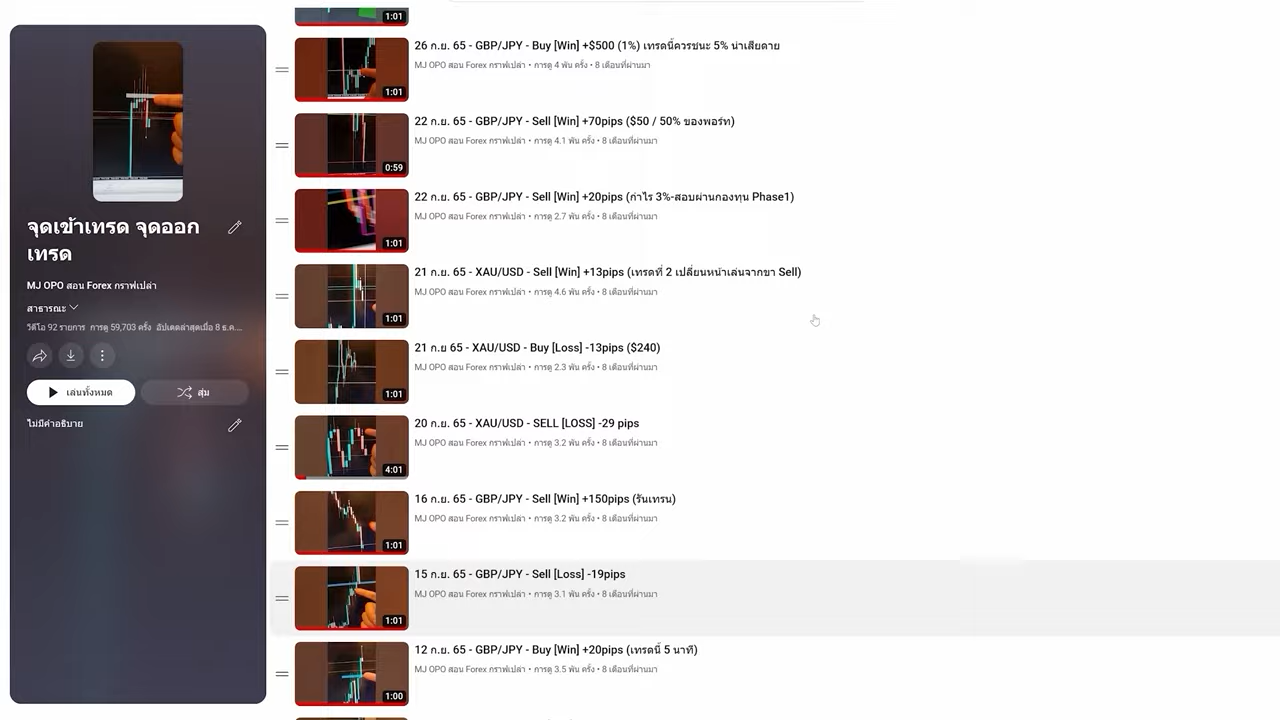 จุดเข้าเทรด จุดออก
เทรด
MJ OPO สอน Forex กราฟเปล่า
สาธารณะ
วิดีโอ 92 รายการ การดู 59,703 ครั้ง อัปเดตล่าสุดเมื่อ 8 ธ.ค....
เล่นทั้งหมด
สุ่ม
ไม่มีคำอธิบาย
1:01
26 ก.ย. 65 - GBP/JPY - Buy [Win] +$500 (1%) เทรดนี้ควรชนะ 5% น่าเสียดาย
MJ OPO สอน Forex กราฟเปล่า • การดู 4 พัน ครั้ง • 8 เดือนที่ผ่านมา
1:01
22 ก.ย. 65 - GBP/JPY - Sell [Win] +70pips ($50 / 50% ของพอร์ท)
MJ OPO สอน Forex กราฟเปล่า • การดู 4.1 พัน ครั้ง • 8 เดือนที่ผ่านมา
0:59
22 ก.ย. 65 - GBP/JPY - Sell [Win] +20pips (กำไร 3%-สอบผ่านกองทุน Phase1)
MJ OPO สอน Forex กราฟเปล่า • การดู 2.7 พัน ครั้ง • 8 เดือนที่ผ่านมา
1:01
21 ก.ย. 65 - XAU/USD - Sell [Win] +13pips (เทรดที่ 2 เปลี่ยนหน้าเล่นจากขา Sell)
MJ OPO สอน Forex กราฟเปล่า • การดู 4.6 พัน ครั้ง • 8 เดือนที่ผ่านมา
1:01
21 ก.ย 65 - XAU/USD - Buy [Loss] -13pips ($240)
MJ OPO สอน Forex กราฟเปล่า • การดู 2.3 พัน ครั้ง • 8 เดือนที่ผ่านมา
1:01
20 ก.ย. 65 - XAU/USD - SELL [LOSS] -29 pips
MJ OPO สอน Forex กราฟเปล่า • การดู 3.2 พัน ครั้ง • 8 เดือนที่ผ่านมา
4:01
16 ก.ย. 65 - GBP/JPY - Sell [Win] +150pips (รันเทรน)
MJ OPO สอน Forex กราฟเปล่า • การดู 3.2 พัน ครั้ง • 8 เดือนที่ผ่านมา
1:01
15 ก.ย. 65 - GBP/JPY - Sell [Loss] -19pips
MJ OPO สอน Forex กราฟเปล่า • การดู 3.1 พัน ครั้ง • 8 เดือนที่ผ่านมา
1:01
12 ก.ย. 65 - GBP/JPY - Buy [Win] +20pips (เทรดนี้ 5 นาที)
MJ OPO สอน Forex กราฟเปล่า • การดู 3.5 พัน ครั้ง • 8 เดือนที่ผ่านมา
1:00